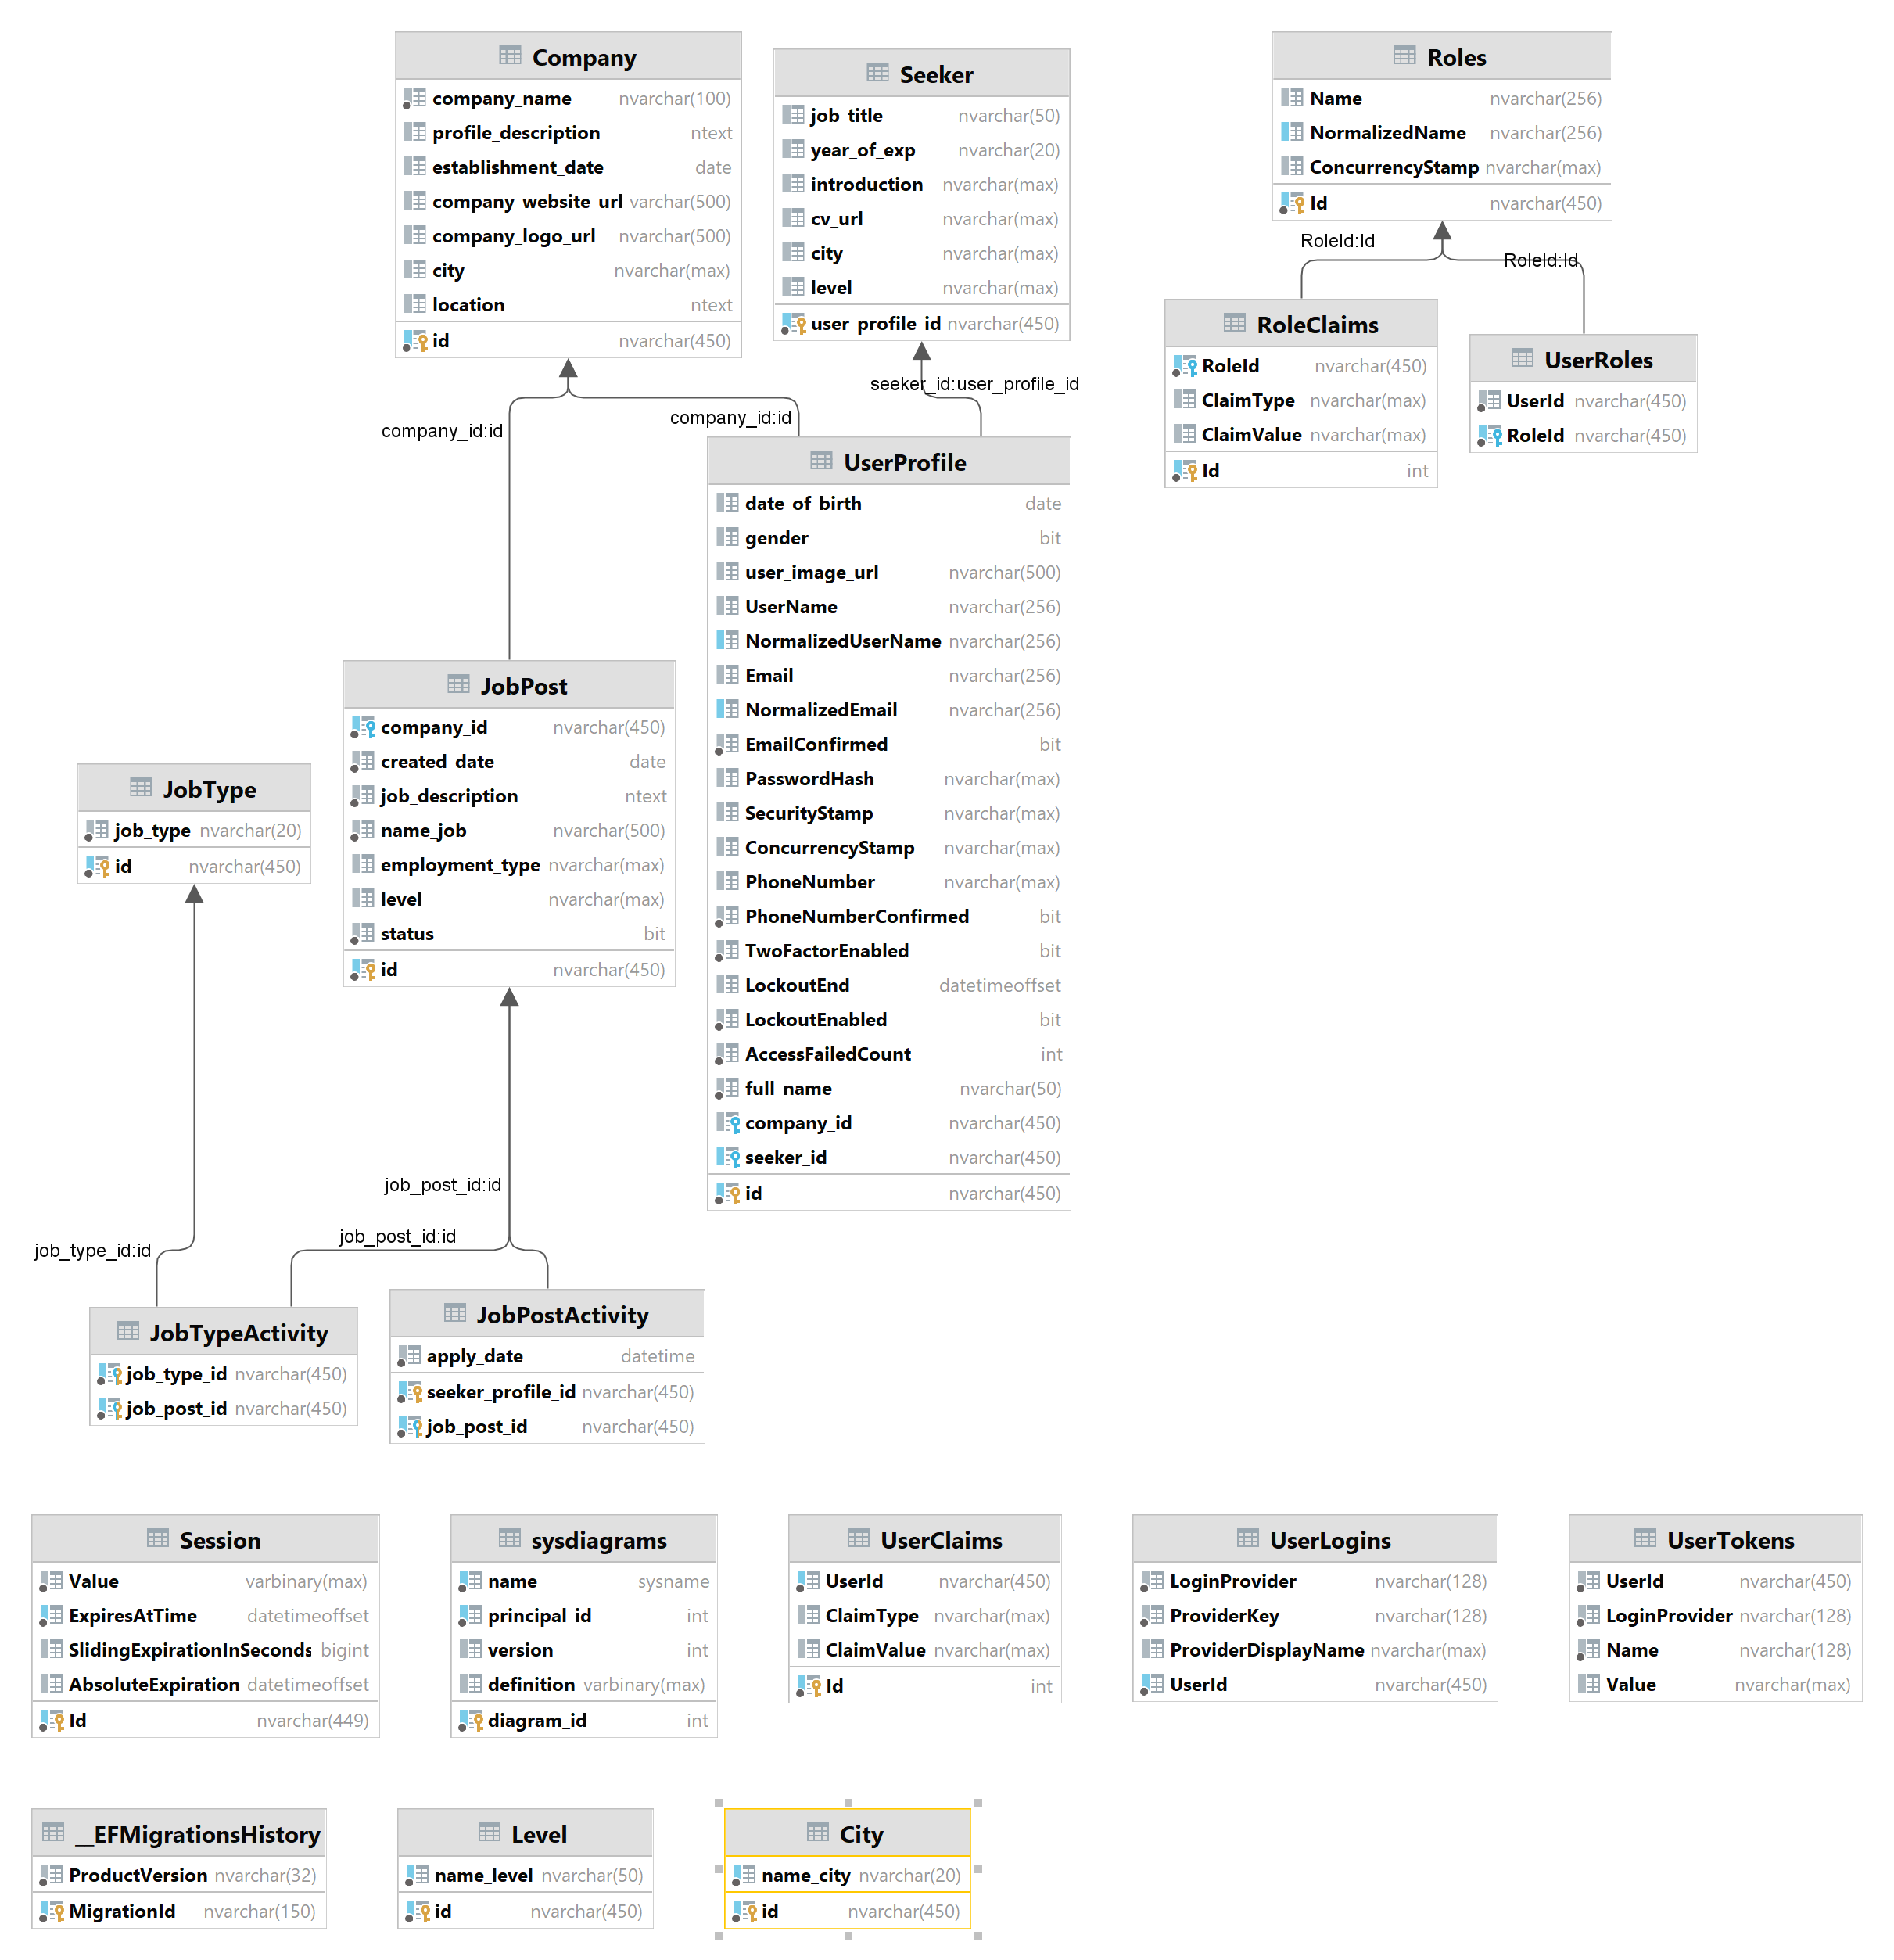 Company
company_name nvarchar(100)
profile_description ntext
establishment_date date
company_website_url varchar(500)
company_logo_url nvarchar(500)
city nvarchar(max)
location ntext
id nvarchar(450)
Seeker
job_title nvarchar(50)
year_of_exp nvarchar(20)
introduction nvarchar(max)
cv_url nvarchar(max)
city nvarchar(max)
level nvarchar(max)
user_profile_id nvarchar(450)
Roles
Name nvarchar(256)
NormalizedName nvarchar(256)
ConcurrencyStamp nvarchar(max)
Id nvarchar(450)
RoleId:Id
RoleId:Id
RoleClaims
RoleId nvarchar(450)
ClaimType nvarchar(max)
ClaimValue nvarchar(max)
Id int
UserRoles
UserId nvarchar(450)
RoleId nvarchar(450)
company_id:id
company_id:id
seeker_id:user_profile_id
UserProfile
date_of_birth date
gender bit
user_image_url nvarchar(500)
UserName nvarchar(256)
NormalizedUserName nvarchar(256)
Email nvarchar(256)
NormalizedEmail nvarchar(256)
EmailConfirmed bit
PasswordHash nvarchar(max)
SecurityStamp nvarchar(max)
ConcurrencyStamp nvarchar(max)
PhoneNumber nvarchar(max)
PhoneNumberConfirmed bit
TwoFactorEnabled bit
LockoutEnd datetimeoffset
LockoutEnabled bit
AccessFailedCount int
full_name nvarchar(50)
company_id nvarchar(450)
seeker_id nvarchar(450)
id nvarchar(450)
JobPost
company_id nvarchar(450)
created_date date
job_description ntext
name_job nvarchar(500)
employment_type nvarchar(max)
level nvarchar(max)
status bit
id nvarchar(450)
JobType
job_type nvarchar(20)
id nvarchar(450)
job_post_id:id
job_post_id:id
job_type_id:id
JobTypeActivity
job_type_id nvarchar(450)
job_post_id nvarchar(450)
JobPostActivity
apply_date datetime
seeker_profile_id nvarchar(450)
job_post_id nvarchar(450)
Session
Value varbinary(max)
ExpiresAtTime datetimeoffset
SlidingExpirationInSeconds bigint
AbsoluteExpiration datetimeoffset
Id nvarchar(449)
sysdiagrams
name sysname
principal_id int
version int
definition varbinary(max)
diagram_id int
UserClaims
UserId nvarchar(450)
ClaimType nvarchar(max)
ClaimValue nvarchar(max)
Id int
UserLogins
LoginProvider nvarchar(128)
ProviderKey nvarchar(128)
ProviderDisplayName nvarchar(max)
UserId nvarchar(450)
UserTokens
UserId nvarchar(450)
LoginProvider nvarchar(128)
Name nvarchar(128)
Value nvarchar(max)
__EFMigrationsHistory
ProductVersion nvarchar(32)
MigrationId nvarchar(150)
Level
name_level nvarchar(50)
id nvarchar(450)
City
name_city nvarchar(20)
id nvarchar(450)